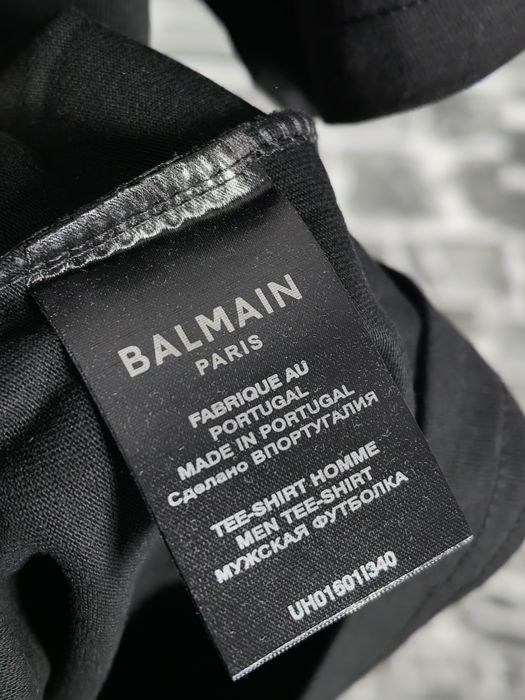 BALMAIN
PARIS
FABRIQUE AU
PORTUGAL
MADE IN PORTUGAL
Сделано ВПОРТУГАЛИЯ
TEE-SHIRT HOMME
MEN TEE-SHIRT
МУЖСКАЯ ФУТБОЛКА
UH01601I340